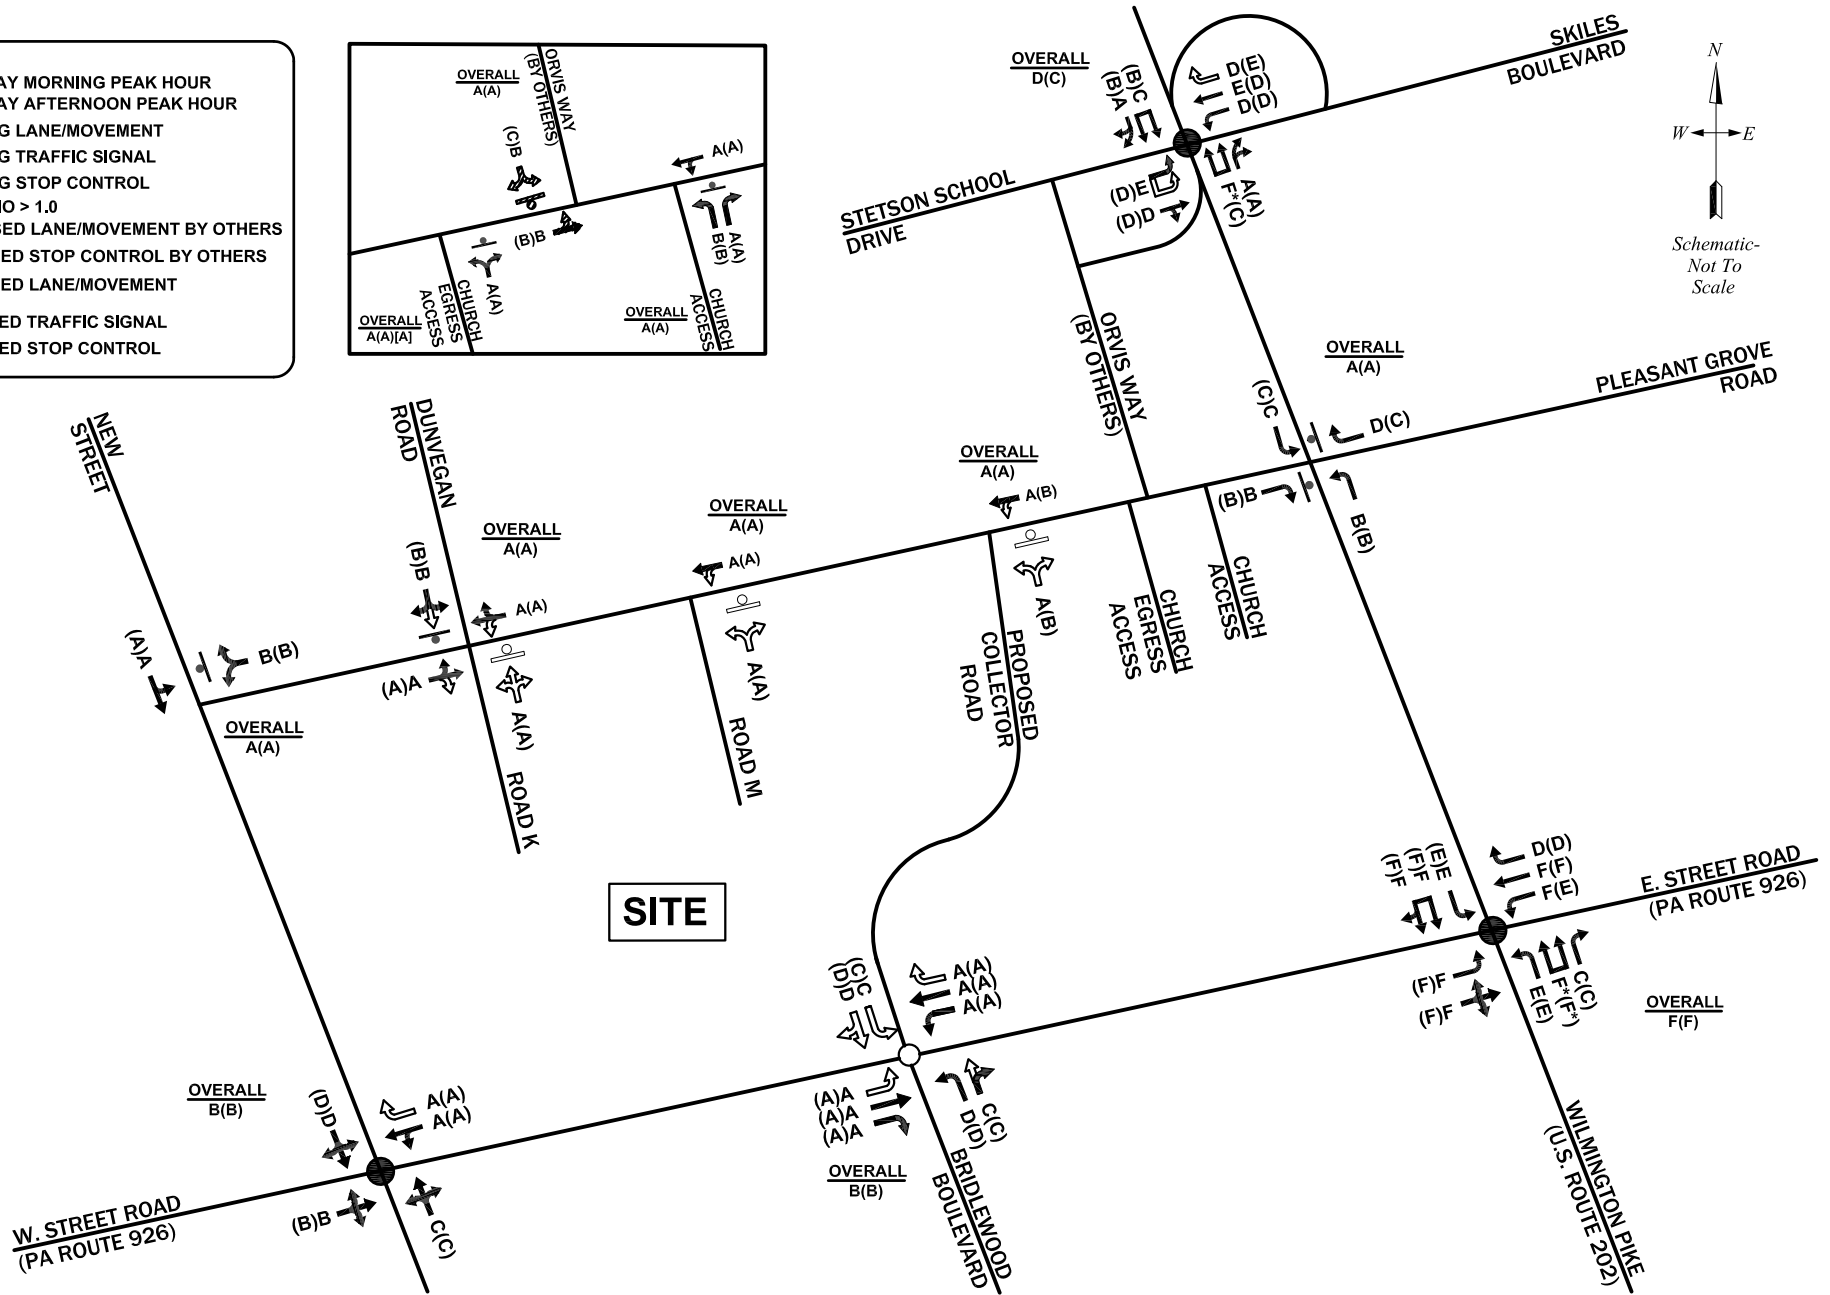 AY MORNING PEAK HOUR
AY AFTERNOON PEAK HOUR
G LANE/MOVEMENT
G TRAFFIC SIGNAL
G STOP CONTROL
IO > 1.0
SED LANE/MOVEMENT BY OTHERS
ED STOP CONTROL BY OTHERS
ED LANE/MOVEMENT
ED TRAFFIC SIGNAL
ED STOP CONTROL
OVERALL
A(A)
ORVIS WAY
(BY OTHERS)
(C)B
A(A)
(B)B
A(A)
B(B)
A(A)
CHURCH
EGRESS
ACCESS
OVERALL
A(A)[A]
OVERALL
A(A)
CHURCH
ACCESS
OVERALL
D(C)
(B)C
(B)A
D(E)
E(D)
D(D)
SKILES
BOULEVARD
N
W
E
Schematic-
Not To
Scale
STETSON SCHOOL
DRIVE
(D)E
(D)D
A(A)
F*(C)
ORVIS WAY
(BY OTHERS)
OVERALL
A(A)
(C)C
D(C)
PLEASANT GROVE
ROAD
(B)B
B(B)
NEW
STREET
DUNVEGAN
ROAD
OVERALL
A(A)
OVERALL
A(A)
OVERALL
A(A)
A(B)
A(A)
(B)B
A(A)
(A)A
B(B)
(A)A
A(A)
A(A)
A(B)
OVERALL
A(A)
ROAD K
ROAD M
PROPOSED
COLLECTOR
ROAD
CHURCH
EGRESS
ACCESS
CHURCH
ACCESS
SITE
(E)E
(F)F
(F)F
D(D)
F(F)
F(E)
E. STREET ROAD
(PA ROUTE 926)
(F)F
(F)F
C(C)
F*(F*)
E(E)
OVERALL
F(F)
(C)C
(D)D
A(A)
A(A)
A(A)
(A)A
(A)A
(A)A
C(C)
D(D)
OVERALL
B(B)
BRIDLEWOOD
BOULEVARD
WILMINGTON PIKE
(U.S. ROUTE 202)
OVERALL
B(B)
(D)D
A(A)
A(A)
(B)B
C(C)
W. STREET ROAD
(PA ROUTE 926)